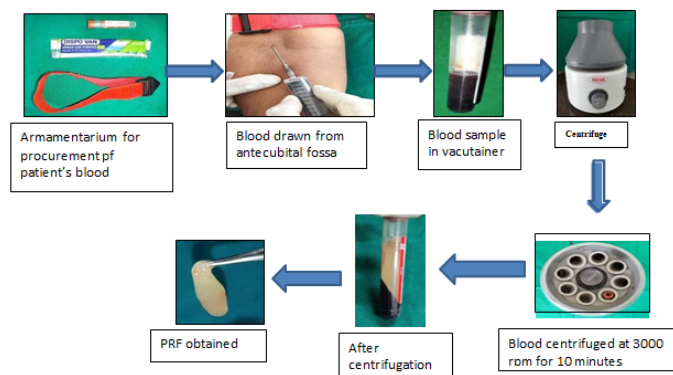 DISPO VAN
Armamentarium for
procurement pf
patient's blood
Blood drawn from
antecubital fossa
Blood sample
in vacutainer
Centrifuge
Blood centrifuged at 3000
rpm for 10 minutes
After
centrifugation
PRF obtained